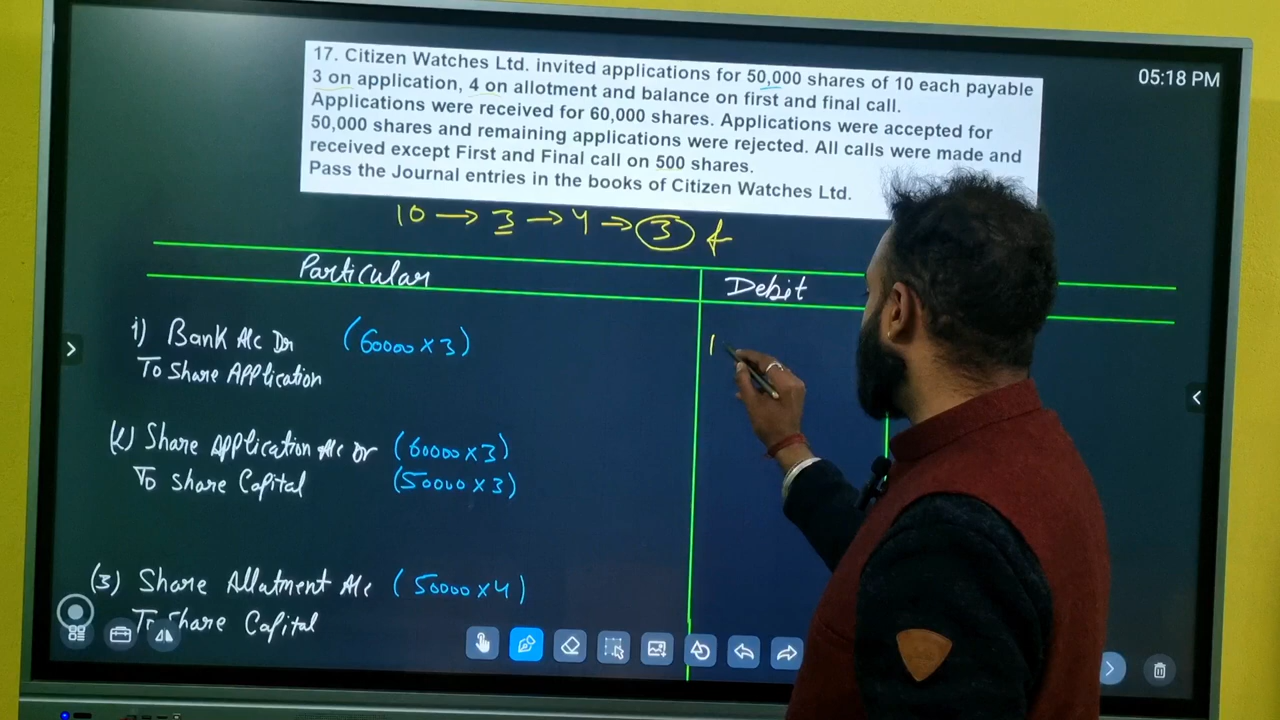 05:18 PM
17. Citizen Watches Ltd. invited applications for 50,000 shares of 10 each payable
3 on application, 4 on allotment and balance on first and final call.
Applications were received for 60,000 shares. Applications were accepted for
50,000 shares and remaining applications were rejected. All calls were made and
received except First and Final call on 500 shares.
Pass the Journal entries in the books of Citizen Watches Ltd.
10 → 3 → 4 → 3 f
Particular Debit
1) Bank A/c Dr (60000 x 3) 1
To Share Application
(2) Share Application A/c Dr (60000 x 3)
To share Capital (50000 x 3)
(3) Share Allatment A/c (50000 x 4)
To Share Capital